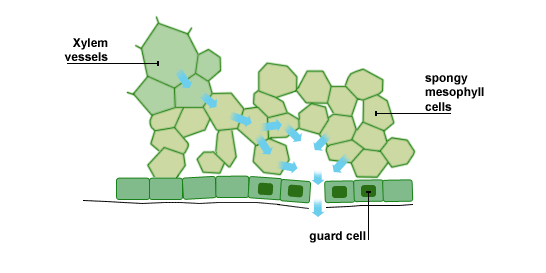 Xylem
vessels
spongy
mesophyll
cells
guard cell